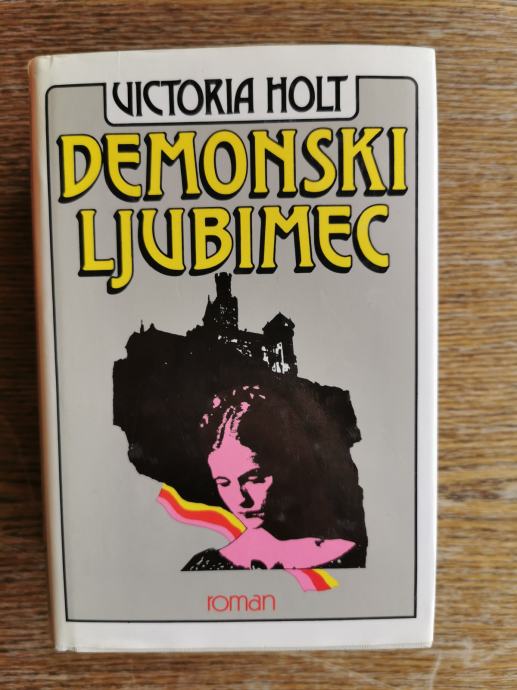 VICTORIA HOLT
DEMONSKI
LJUBIMEC
roman